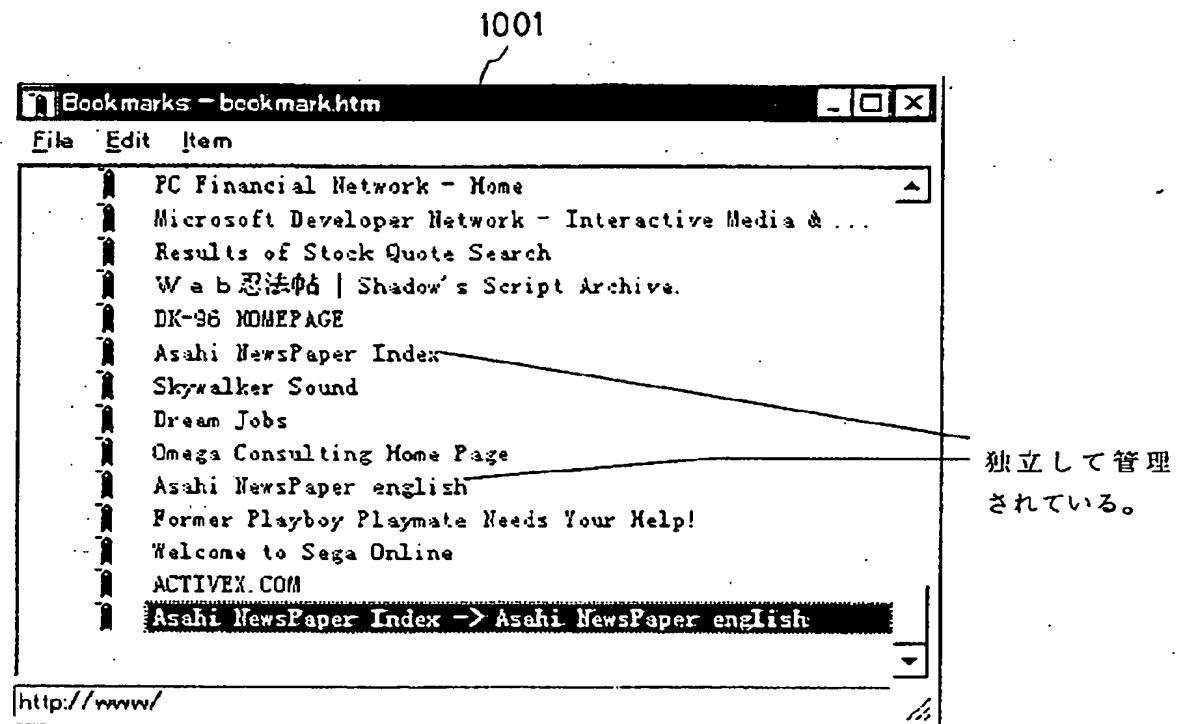 1001
Bookmarks - bookmark.htm
File Edit Item
PC Financial Network - Home
Microsoft Developer Network - Interactive Media & ...
Results of Stock Quote Search
Ｗｅｂ忍法帖 | Shadow's Script Archive.
DK-96 HOMEPAGE
Asahi NewsPaper Index
Skywalker Sound
Dream Jobs
Omega Consulting Home Page
Asahi NewsPaper english
Former Playboy Playmate Needs Your Help!
Welcome to Sega Online
ACTIVEX.COM
Asahi NewsPaper Index -> Asahi NewsPaper english
独立して管理
されている。
http://www/